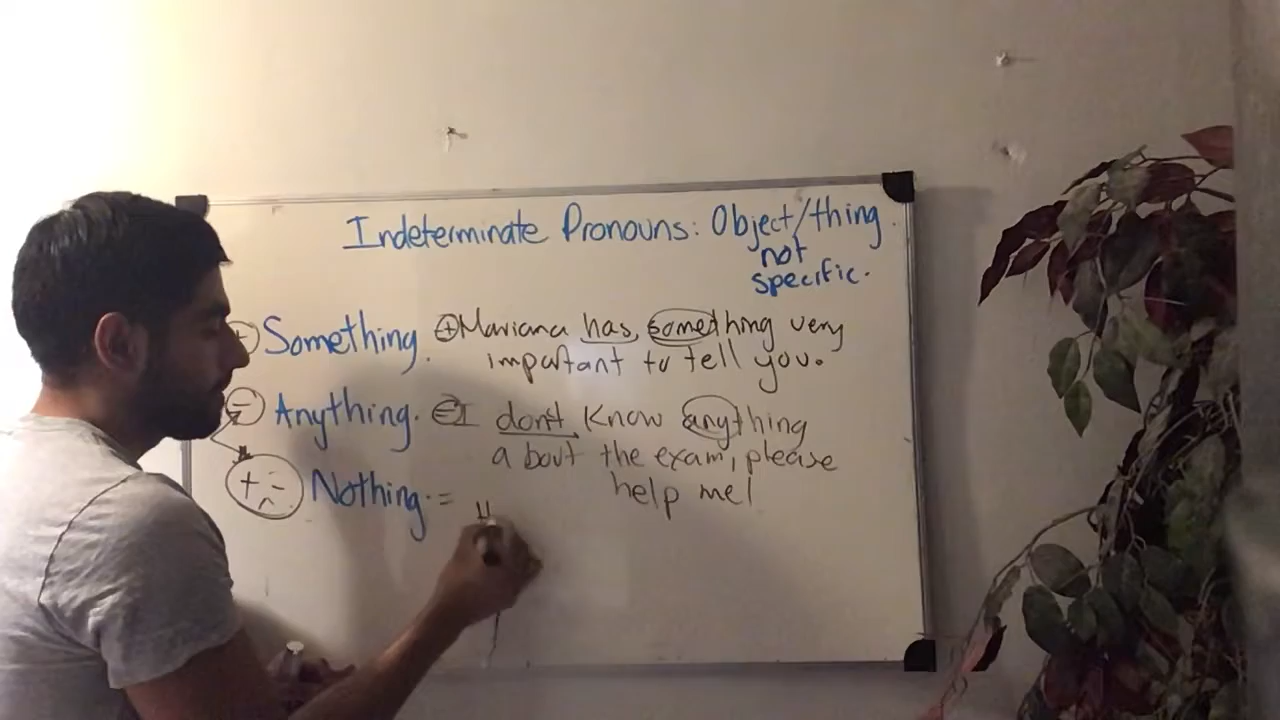 Indeterminate Pronouns: Object/thing
not
specific.
Something. + Mariana has something very
important to tell you.
- Anything. - I don't know anything
about the exam, please
help me!
+ - Nothing. =
"